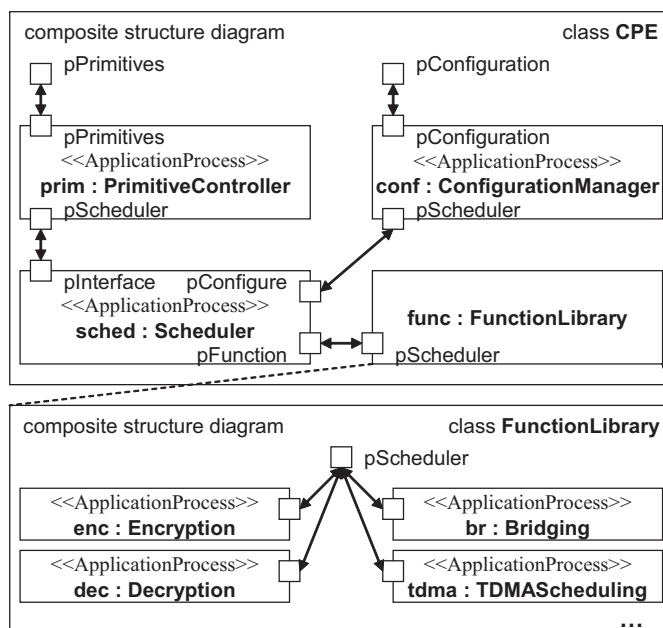 composite structure diagram class CPE
pPrimitives pConfiguration
pPrimitives pConfiguration
<<ApplicationProcess>> <<ApplicationProcess>>
prim : PrimitiveController conf : ConfigurationManager
pScheduler pScheduler
pInterface pConfigure
<<ApplicationProcess>>
sched : Scheduler func : FunctionLibrary
pFunction pScheduler
composite structure diagram class FunctionLibrary
pScheduler
<<ApplicationProcess>> <<ApplicationProcess>>
enc : Encryption br : Bridging
<<ApplicationProcess>> <<ApplicationProcess>>
dec : Decryption tdma : TDMAScheduling
...